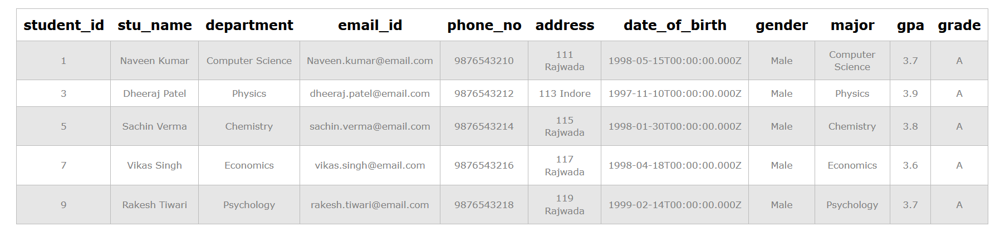 student_id stu_name department email_id phone_no address date_of_birth gender major gpa grade
1 Naveen Kumar Computer Science Naveen.kumar@email.com 9876543210 111 Rajwada 1998-05-15T00:00:00.000Z Male Computer Science 3.7 A
3 Dheeraj Patel Physics dheeraj.patel@email.com 9876543212 113 Indore 1997-11-10T00:00:00.000Z Male Physics 3.9 A
5 Sachin Verma Chemistry sachin.verma@email.com 9876543214 115 Rajwada 1998-01-30T00:00:00.000Z Male Chemistry 3.8 A
7 Vikas Singh Economics vikas.singh@email.com 9876543216 117 Rajwada 1998-04-18T00:00:00.000Z Male Economics 3.6 A
9 Rakesh Tiwari Psychology rakesh.tiwari@email.com 9876543218 119 Rajwada 1999-02-14T00:00:00.000Z Male Psychology 3.7 A